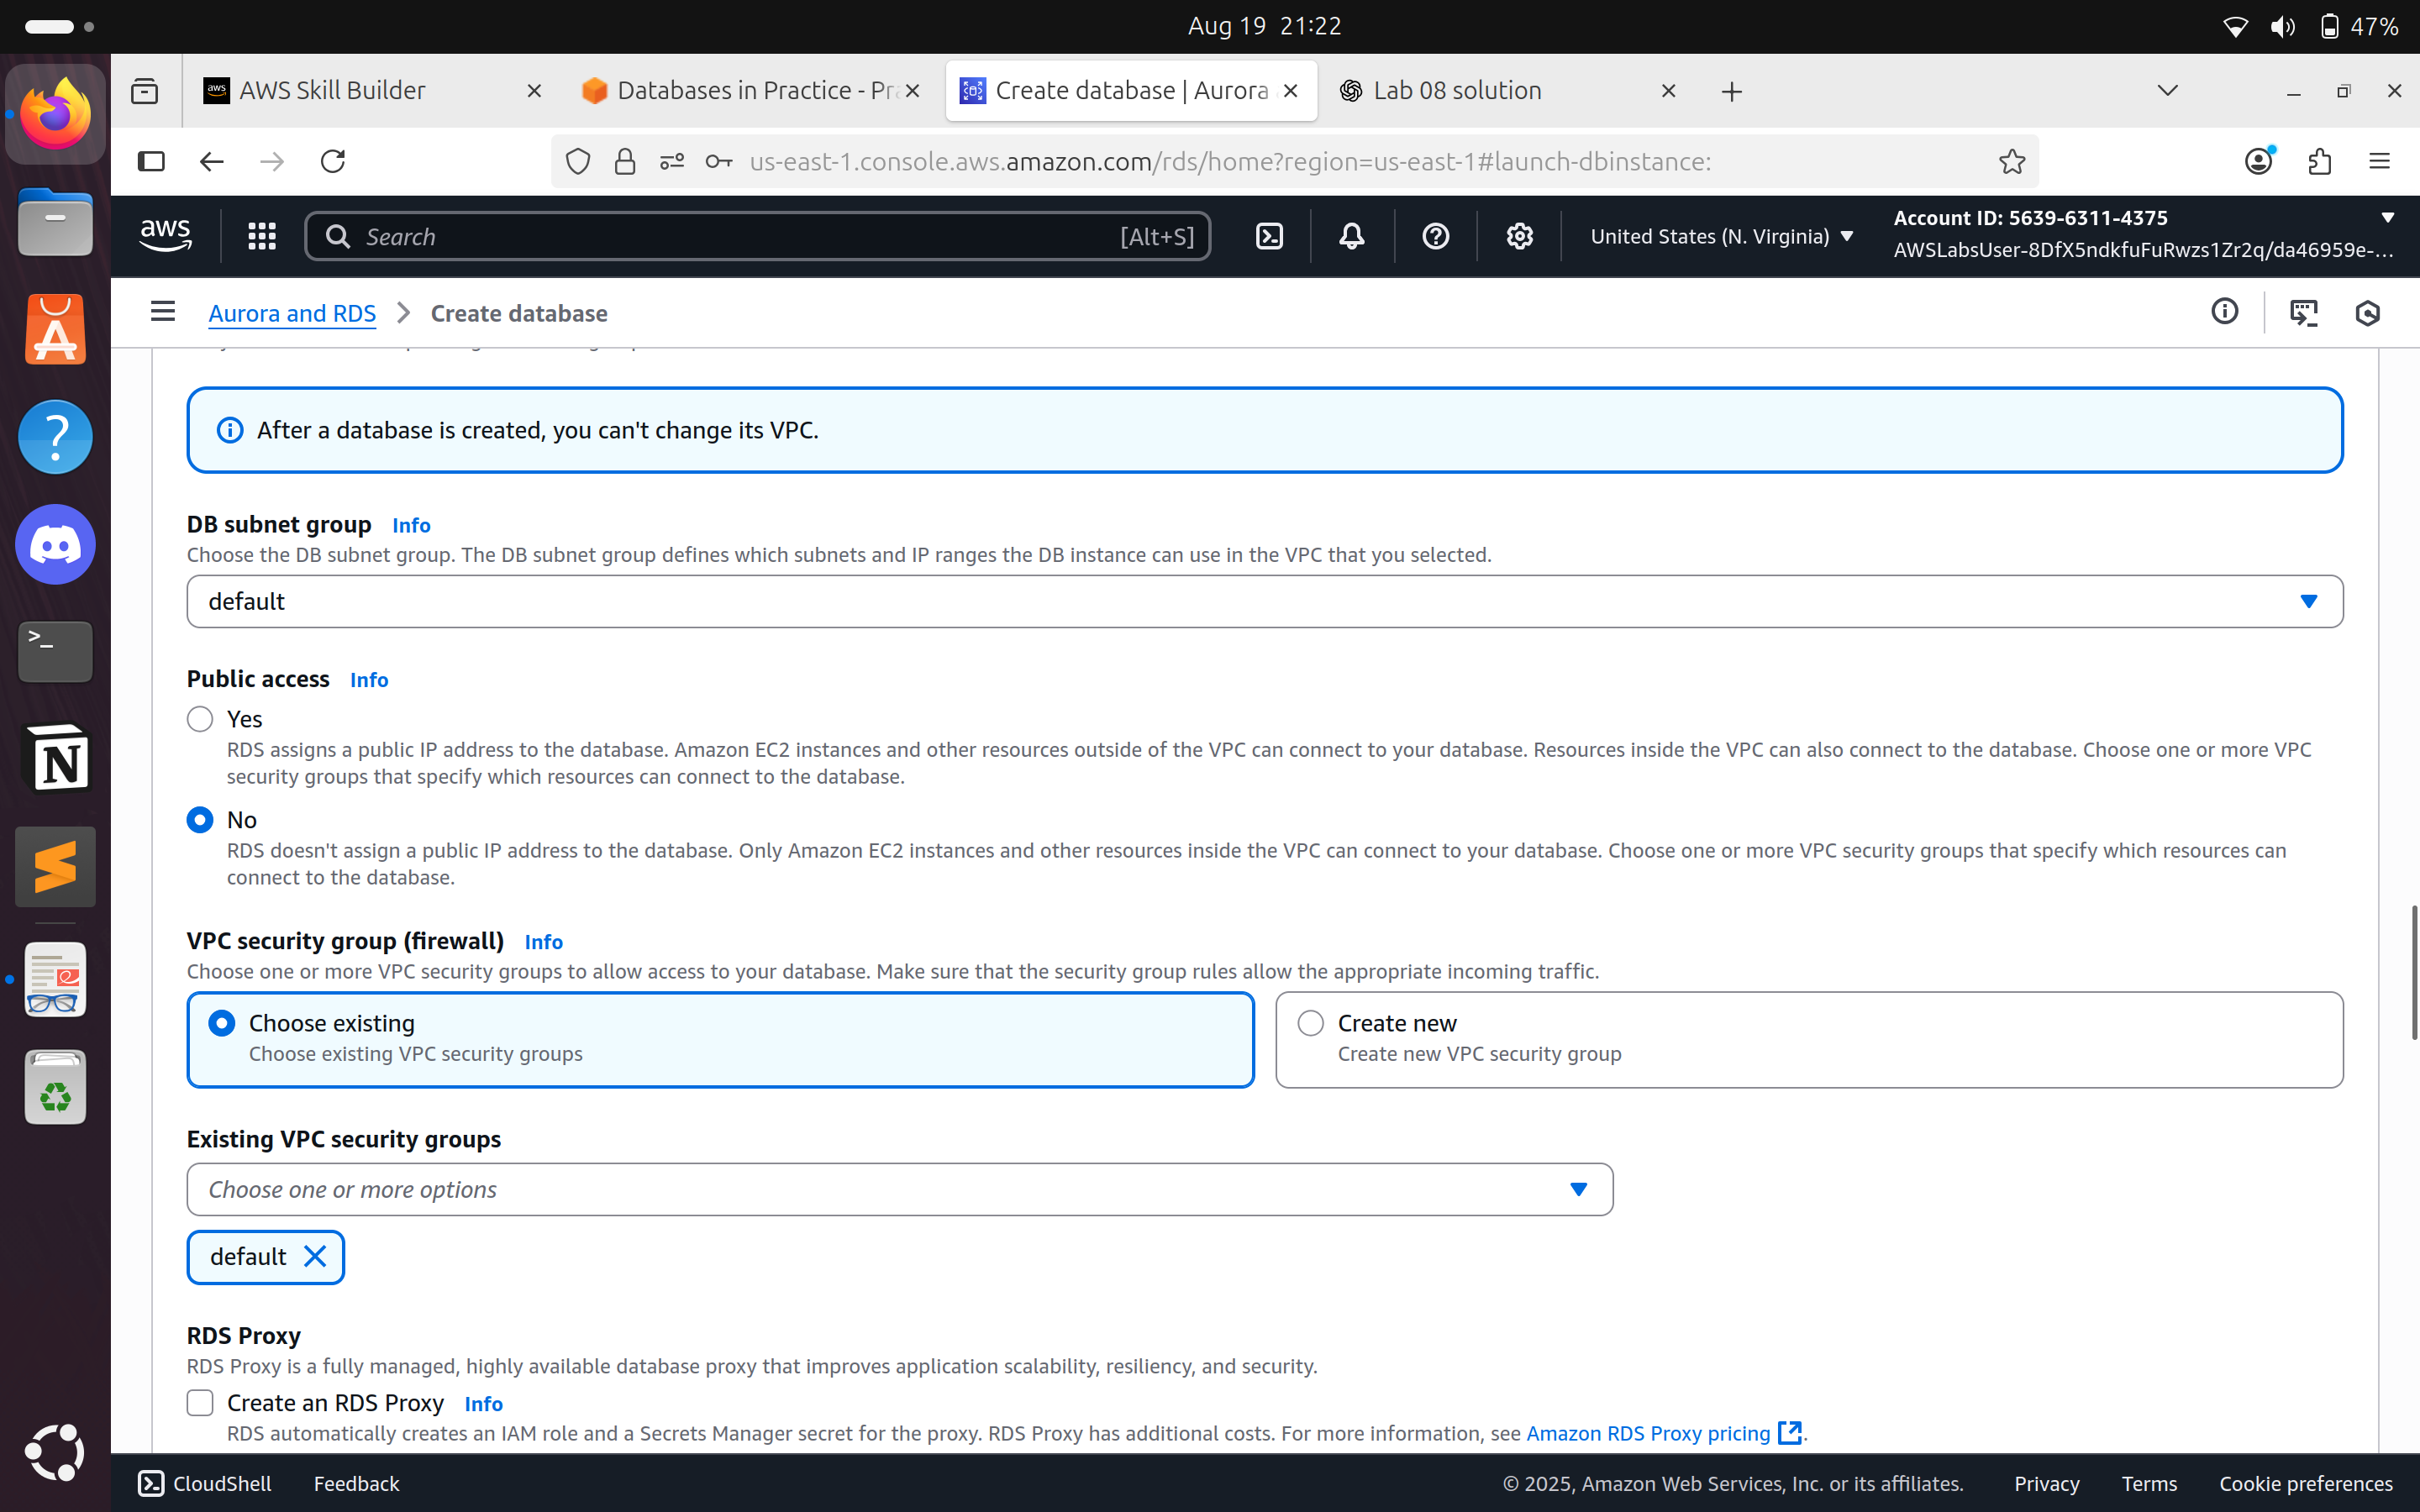 Aug 19 21:22
47%
AWS Skill Builder
Databases in Practice - Pra
Create database | Aurora
Lab 08 solution
us-east-1.console.aws.amazon.com/rds/home?region=us-east-1#launch-dbinstance:
aws
Search
[Alt+S]
United States (N. Virginia)
Account ID: 5639-6311-4375
AWSLabsUser-8DfX5ndkfuFuRwzs1Zr2q/da46959e-...
Aurora and RDS
Create database
After a database is created, you can't change its VPC.
DB subnet group Info
Choose the DB subnet group. The DB subnet group defines which subnets and IP ranges the DB instance can use in the VPC that you selected.
default
Public access Info
Yes
RDS assigns a public IP address to the database. Amazon EC2 instances and other resources outside of the VPC can connect to your database. Resources inside the VPC can also connect to the database. Choose one or more VPC
security groups that specify which resources can connect to the database.
No
RDS doesn't assign a public IP address to the database. Only Amazon EC2 instances and other resources inside the VPC can connect to your database. Choose one or more VPC security groups that specify which resources can
connect to the database.
VPC security group (firewall) Info
Choose one or more VPC security groups to allow access to your database. Make sure that the security group rules allow the appropriate incoming traffic.
Choose existing
Choose existing VPC security groups
Create new
Create new VPC security group
Existing VPC security groups
Choose one or more options
default
RDS Proxy
RDS Proxy is a fully managed, highly available database proxy that improves application scalability, resiliency, and security.
Create an RDS Proxy Info
RDS automatically creates an IAM role and a Secrets Manager secret for the proxy. RDS Proxy has additional costs. For more information, see Amazon RDS Proxy pricing.
CloudShell
Feedback
© 2025, Amazon Web Services, Inc. or its affiliates.
Privacy
Terms
Cookie preferences